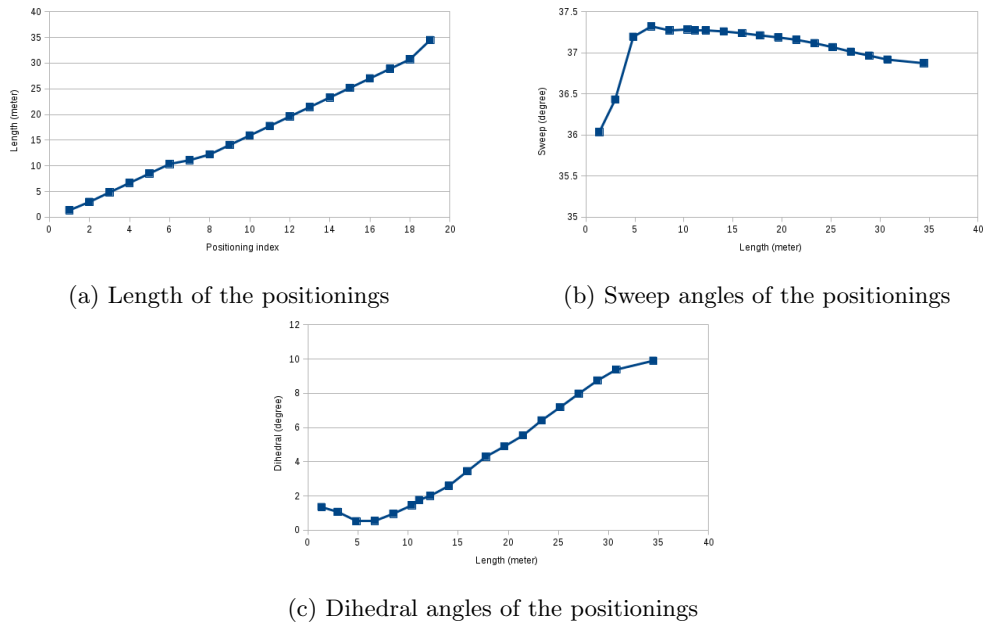 40
35
30
25
20
15
10
5
0
0 2 4 6 8 10 12 14 16 18 20
Length (meter)
Positioning index
37.5
37
36.5
36
35.5
35
0 5 10 15 20 25 30 35 40
Sweep (degree)
Length (meter)
(a) Length of the positionings
(b) Sweep angles of the positionings
12
10
8
6
4
2
0
0 5 10 15 20 25 30 35 40
Dihedral (degree)
Length (meter)
(c) Dihedral angles of the positionings